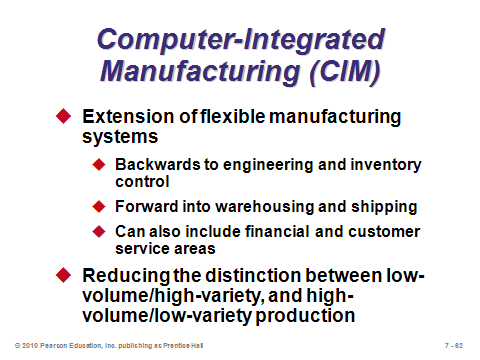 Computer-Integrated
Manufacturing (CIM)
Extension of flexible manufacturing
systems
Backwards to engineering and inventory
control
Forward into warehousing and shipping
Can also include financial and customer
service areas
Reducing the distinction between low-
volume/high-variety, and high-
volume/low-variety production
© 2010 Pearson Education, Inc. publishing as Prentice Hall
7 - 62